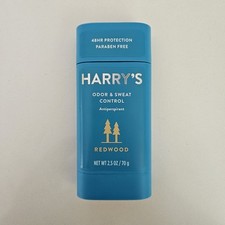 48HR PROTECTION
PARABEN FREE
HARRY'S
ODOR & SWEAT
CONTROL
Antiperspirant
REDWOOD
NET WT 2.5 OZ / 70 g